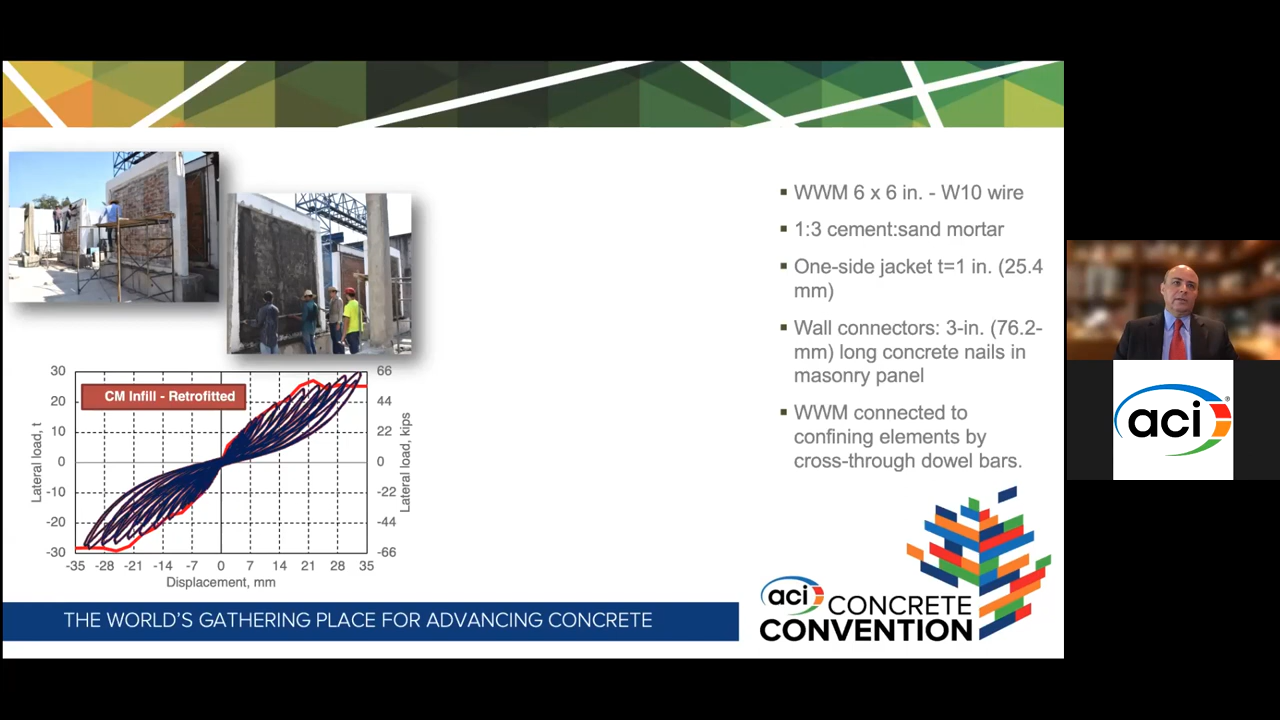 WWM 6 x 6 in. - W10 wire
1:3 cement:sand mortar
One-side jacket t=1 in. (25.4
mm)
Wall connectors: 3-in. (76.2-
mm) long concrete nails in
masonry panel
WWM connected to
confining elements by
cross-through dowel bars.
CM Infill - Retrofitted
Lateral load, t
30
20
10
0
-10
-20
-30
66
44
22
0
-22
-44
-66
Lateral load, kips
-35 -28 -21 -14 -7 0 7 14 21 28 35
Displacement, mm
THE WORLD'S GATHERING PLACE FOR ADVANCING CONCRETE
aci CONCRETE
CONVENTION
aci®